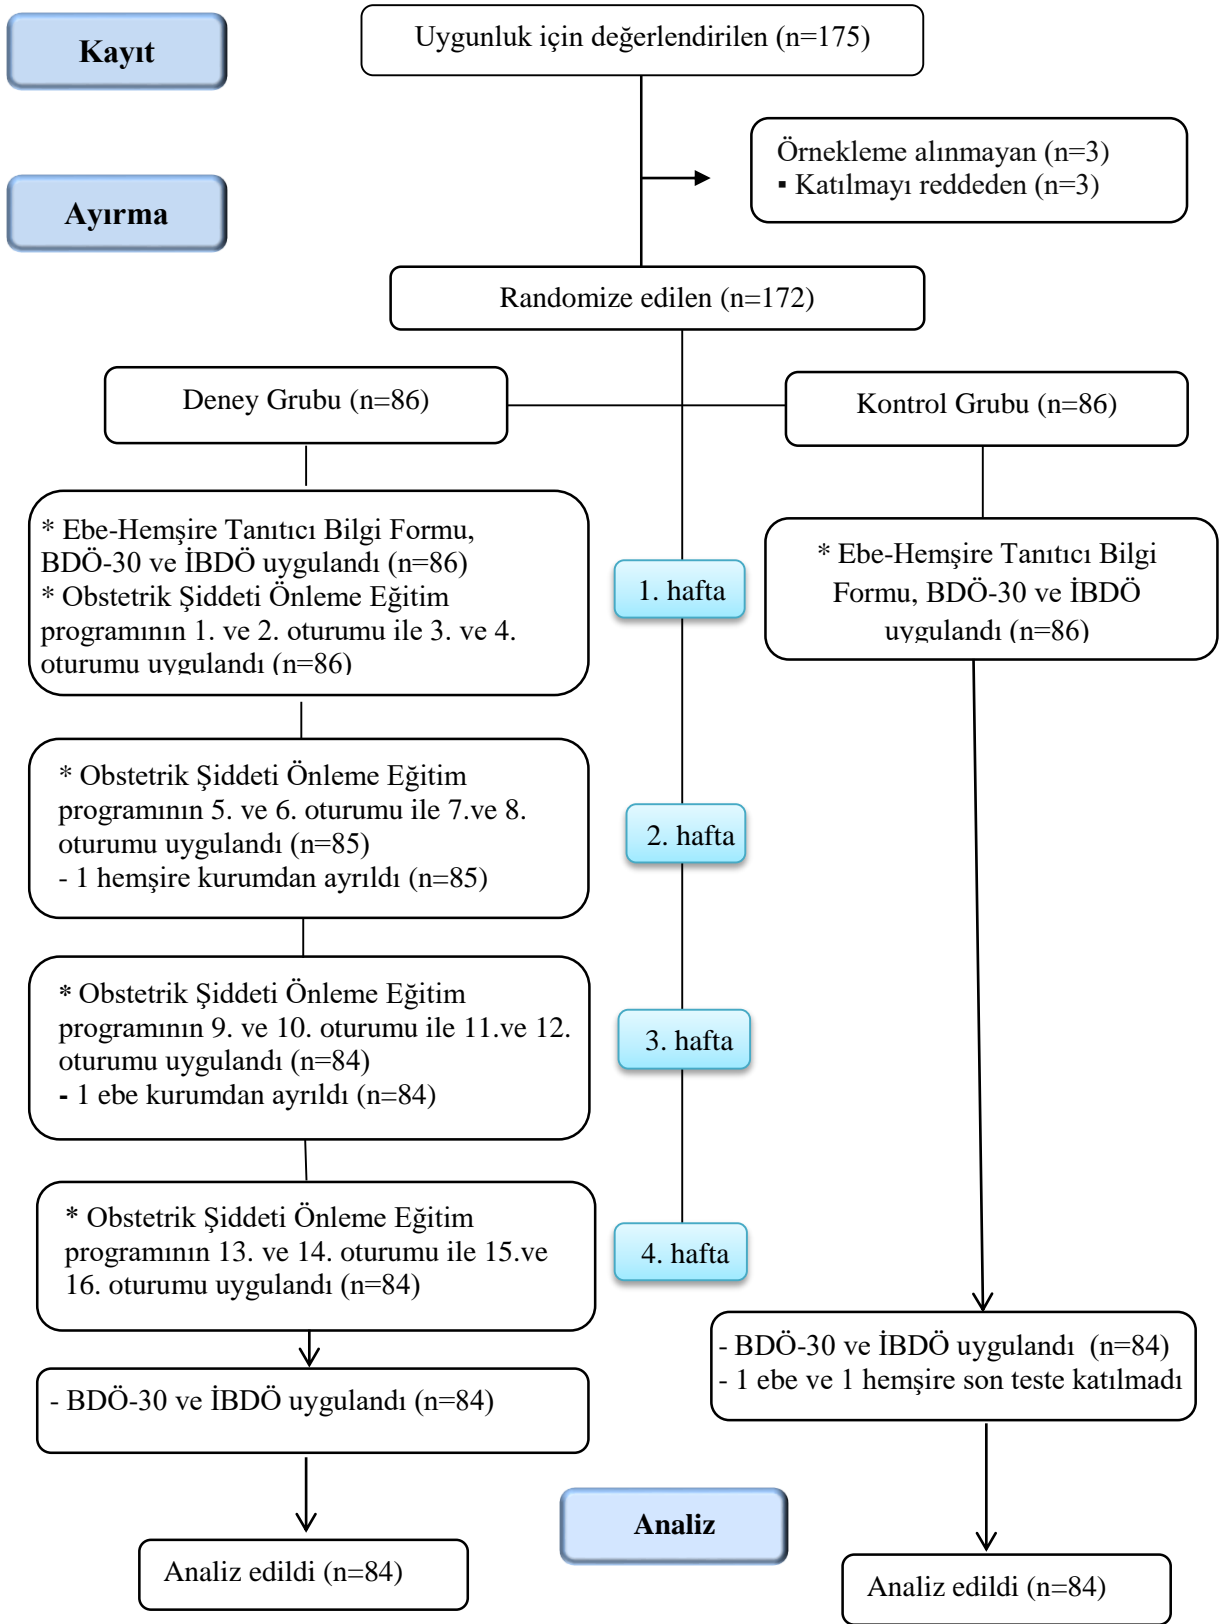 Kayıt
Uygunluk için değerlendirilen (n=175)
Örnekleme alınmayan (n=3)
▪ Katılmayı reddeden (n=3)
Ayırma
Randomize edilen (n=172)
Deney Grubu (n=86)
Kontrol Grubu (n=86)
* Ebe-Hemşire Tanıtıcı Bilgi Formu,
BDÖ-30 ve İBDÖ uygulandı (n=86)
* Obstetrik Şiddeti Önleme Eğitim
programının 1. ve 2. oturumu ile 3. ve 4.
oturumu uygulandı (n=86)
1. hafta
* Ebe-Hemşire Tanıtıcı Bilgi
Formu, BDÖ-30 ve İBDÖ
uygulandı (n=86)
* Obstetrik Şiddeti Önleme Eğitim
programının 5. ve 6. oturumu ile 7.ve 8.
oturumu uygulandı (n=85)
- 1 hemşire kurumdan ayrıldı (n=85)
2. hafta
* Obstetrik Şiddeti Önleme Eğitim
programının 9. ve 10. oturumu ile 11.ve 12.
oturumu uygulandı (n=84)
- 1 ebe kurumdan ayrıldı (n=84)
3. hafta
* Obstetrik Şiddeti Önleme Eğitim
programının 13. ve 14. oturumu ile 15.ve
16. oturumu uygulandı (n=84)
4. hafta
- BDÖ-30 ve İBDÖ uygulandı (n=84)
- 1 ebe ve 1 hemşire son teste katılmadı
- BDÖ-30 ve İBDÖ uygulandı (n=84)
Analiz
Analiz edildi (n=84)
Analiz edildi (n=84)